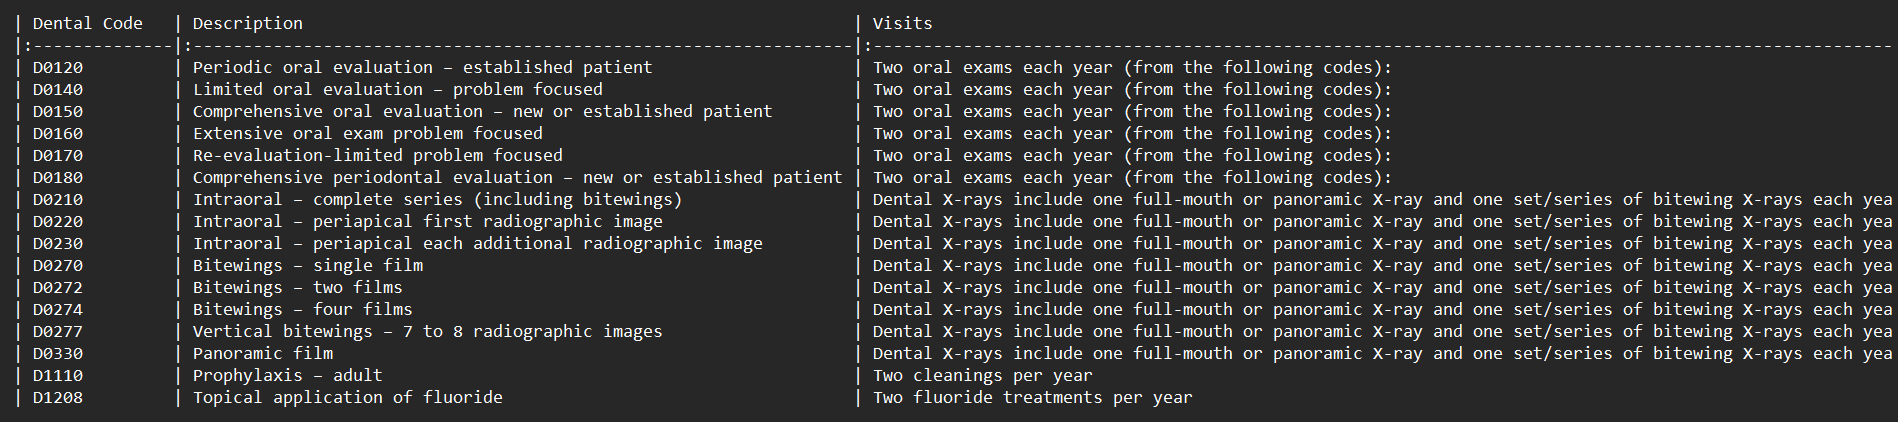 | Dental Code   | Description                                                       | Visits
|:--------------|:------------------------------------------------------------------|:------------------------------------------------------------------------------------------------------
| D0120         | Periodic oral evaluation – established patient                    | Two oral exams each year (from the following codes):
| D0140         | Limited oral evaluation – problem focused                         | Two oral exams each year (from the following codes):
| D0150         | Comprehensive oral evaluation – new or established patient        | Two oral exams each year (from the following codes):
| D0160         | Extensive oral exam problem focused                               | Two oral exams each year (from the following codes):
| D0170         | Re-evaluation-limited problem focused                             | Two oral exams each year (from the following codes):
| D0180         | Comprehensive periodontal evaluation – new or established patient | Two oral exams each year (from the following codes):
| D0210         | Intraoral – complete series (including bitewings)                 | Dental X-rays include one full-mouth or panoramic X-ray and one set/series of bitewing X-rays each yea
| D0220         | Intraoral – periapical first radiographic image                   | Dental X-rays include one full-mouth or panoramic X-ray and one set/series of bitewing X-rays each yea
| D0230         | Intraoral – periapical each additional radiographic image         | Dental X-rays include one full-mouth or panoramic X-ray and one set/series of bitewing X-rays each yea
| D0270         | Bitewings – single film                                           | Dental X-rays include one full-mouth or panoramic X-ray and one set/series of bitewing X-rays each yea
| D0272         | Bitewings – two films                                             | Dental X-rays include one full-mouth or panoramic X-ray and one set/series of bitewing X-rays each yea
| D0274         | Bitewings – four films                                            | Dental X-rays include one full-mouth or panoramic X-ray and one set/series of bitewing X-rays each yea
| D0277         | Vertical bitewings – 7 to 8 radiographic images                   | Dental X-rays include one full-mouth or panoramic X-ray and one set/series of bitewing X-rays each yea
| D0330         | Panoramic film                                                    | Dental X-rays include one full-mouth or panoramic X-ray and one set/series of bitewing X-rays each yea
| D1110         | Prophylaxis – adult                                               | Two cleanings per year
| D1208         | Topical application of fluoride                                   | Two fluoride treatments per year